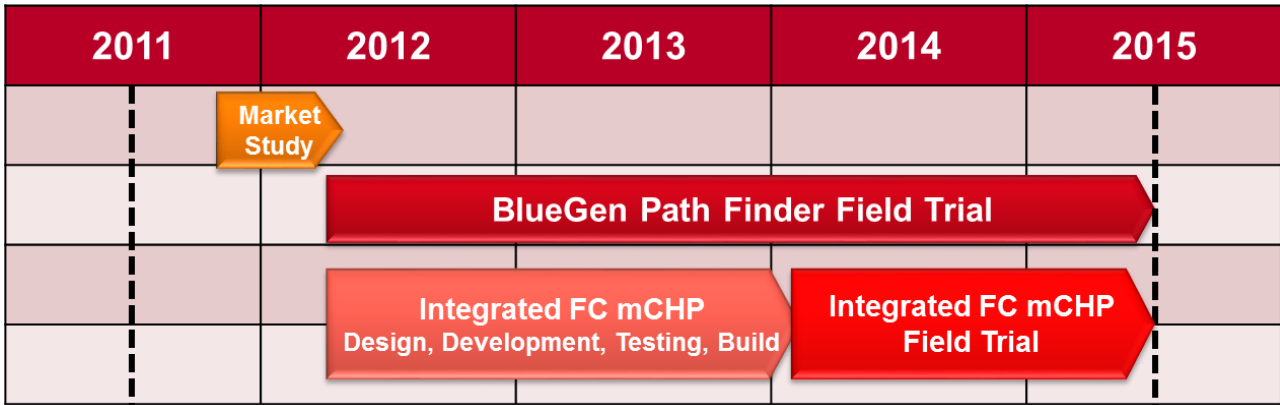 2011 2012 2013 2014 2015
Market
Study
BlueGen Path Finder Field Trial
Integrated FC mCHP
Design, Development, Testing, Build
Integrated FC mCHP
Field Trial